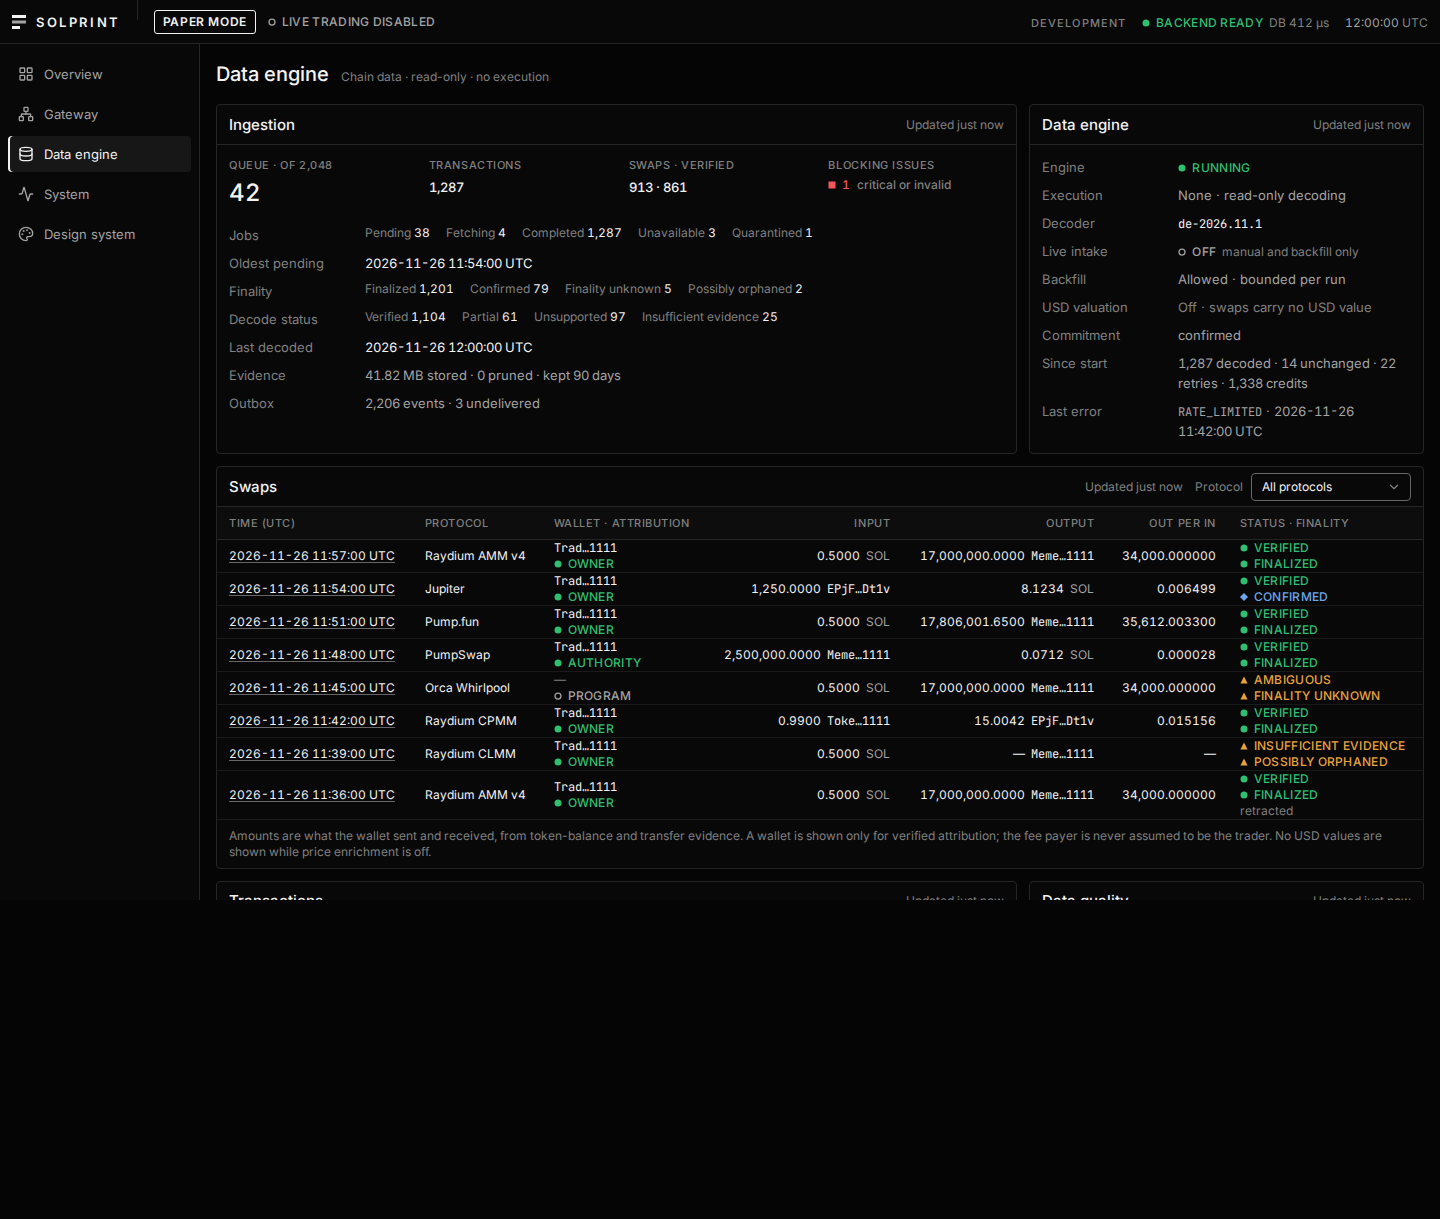 SOLPRINT
PAPER MODE
LIVE TRADING DISABLED
DEVELOPMENT
BACKEND READY DB 412 µs
12:00:00 UTC
Overview
Gateway
Data engine
System
Design system
Data engine
Chain data · read-only · no execution
Ingestion
Updated just now
QUEUE · OF 2,048
42
TRANSACTIONS
1,287
SWAPS · VERIFIED
913 · 861
BLOCKING ISSUES
1 critical or invalid
Jobs Pending 38 Fetching 4 Completed 1,287 Unavailable 3 Quarantined 1
Oldest pending 2026-11-26 11:54:00 UTC
Finality Finalized 1,201 Confirmed 79 Finality unknown 5 Possibly orphaned 2
Decode status Verified 1,104 Partial 61 Unsupported 97 Insufficient evidence 25
Last decoded 2026-11-26 12:00:00 UTC
Evidence 41.82 MB stored · 0 pruned · kept 90 days
Outbox 2,206 events · 3 undelivered
Data engine
Updated just now
Engine RUNNING
Execution None · read-only decoding
Decoder de-2026.11.1
Live intake OFF manual and backfill only
Backfill Allowed · bounded per run
USD valuation Off · swaps carry no USD value
Commitment confirmed
Since start 1,287 decoded · 14 unchanged · 22
retries · 1,338 credits
Last error RATE_LIMITED · 2026-11-26
11:42:00 UTC
Swaps
Updated just now
Protocol All protocols
TIME (UTC) PROTOCOL WALLET · ATTRIBUTION INPUT OUTPUT OUT PER IN STATUS · FINALITY
2026-11-26 11:57:00 UTC Raydium AMM v4 Trad…1111 0.5000 SOL 17,000,000.0000 Meme…1111 34,000.000000 VERIFIED
OWNER FINALIZED
2026-11-26 11:54:00 UTC Jupiter Trad…1111 1,250.0000 EPjF…Dt1v 8.1234 SOL 0.006499 VERIFIED
OWNER CONFIRMED
2026-11-26 11:51:00 UTC Pump.fun Trad…1111 0.5000 SOL 17,806,001.6500 Meme…1111 35,612.003300 VERIFIED
OWNER FINALIZED
2026-11-26 11:48:00 UTC PumpSwap Trad…1111 2,500,000.0000 Meme…1111 0.0712 SOL 0.000028 VERIFIED
AUTHORITY FINALIZED
2026-11-26 11:45:00 UTC Orca Whirlpool — 0.5000 SOL 17,000,000.0000 Meme…1111 34,000.000000 AMBIGUOUS
PROGRAM FINALITY UNKNOWN
2026-11-26 11:42:00 UTC Raydium CPMM Trad…1111 0.9900 Toke…1111 15.0042 EPjF…Dt1v 0.015156 VERIFIED
OWNER FINALIZED
2026-11-26 11:39:00 UTC Raydium CLMM Trad…1111 0.5000 SOL — Meme…1111 — INSUFFICIENT EVIDENCE
OWNER POSSIBLY ORPHANED
2026-11-26 11:36:00 UTC Raydium AMM v4 Trad…1111 0.5000 SOL 17,000,000.0000 Meme…1111 34,000.000000 VERIFIED
OWNER FINALIZED
retracted
Amounts are what the wallet sent and received, from token-balance and transfer evidence. A wallet is shown only for verified attribution; the fee payer is never assumed to be the trader. No USD values are
shown while price enrichment is off.
Transactions
Updated just now
Data quality
Updated just now